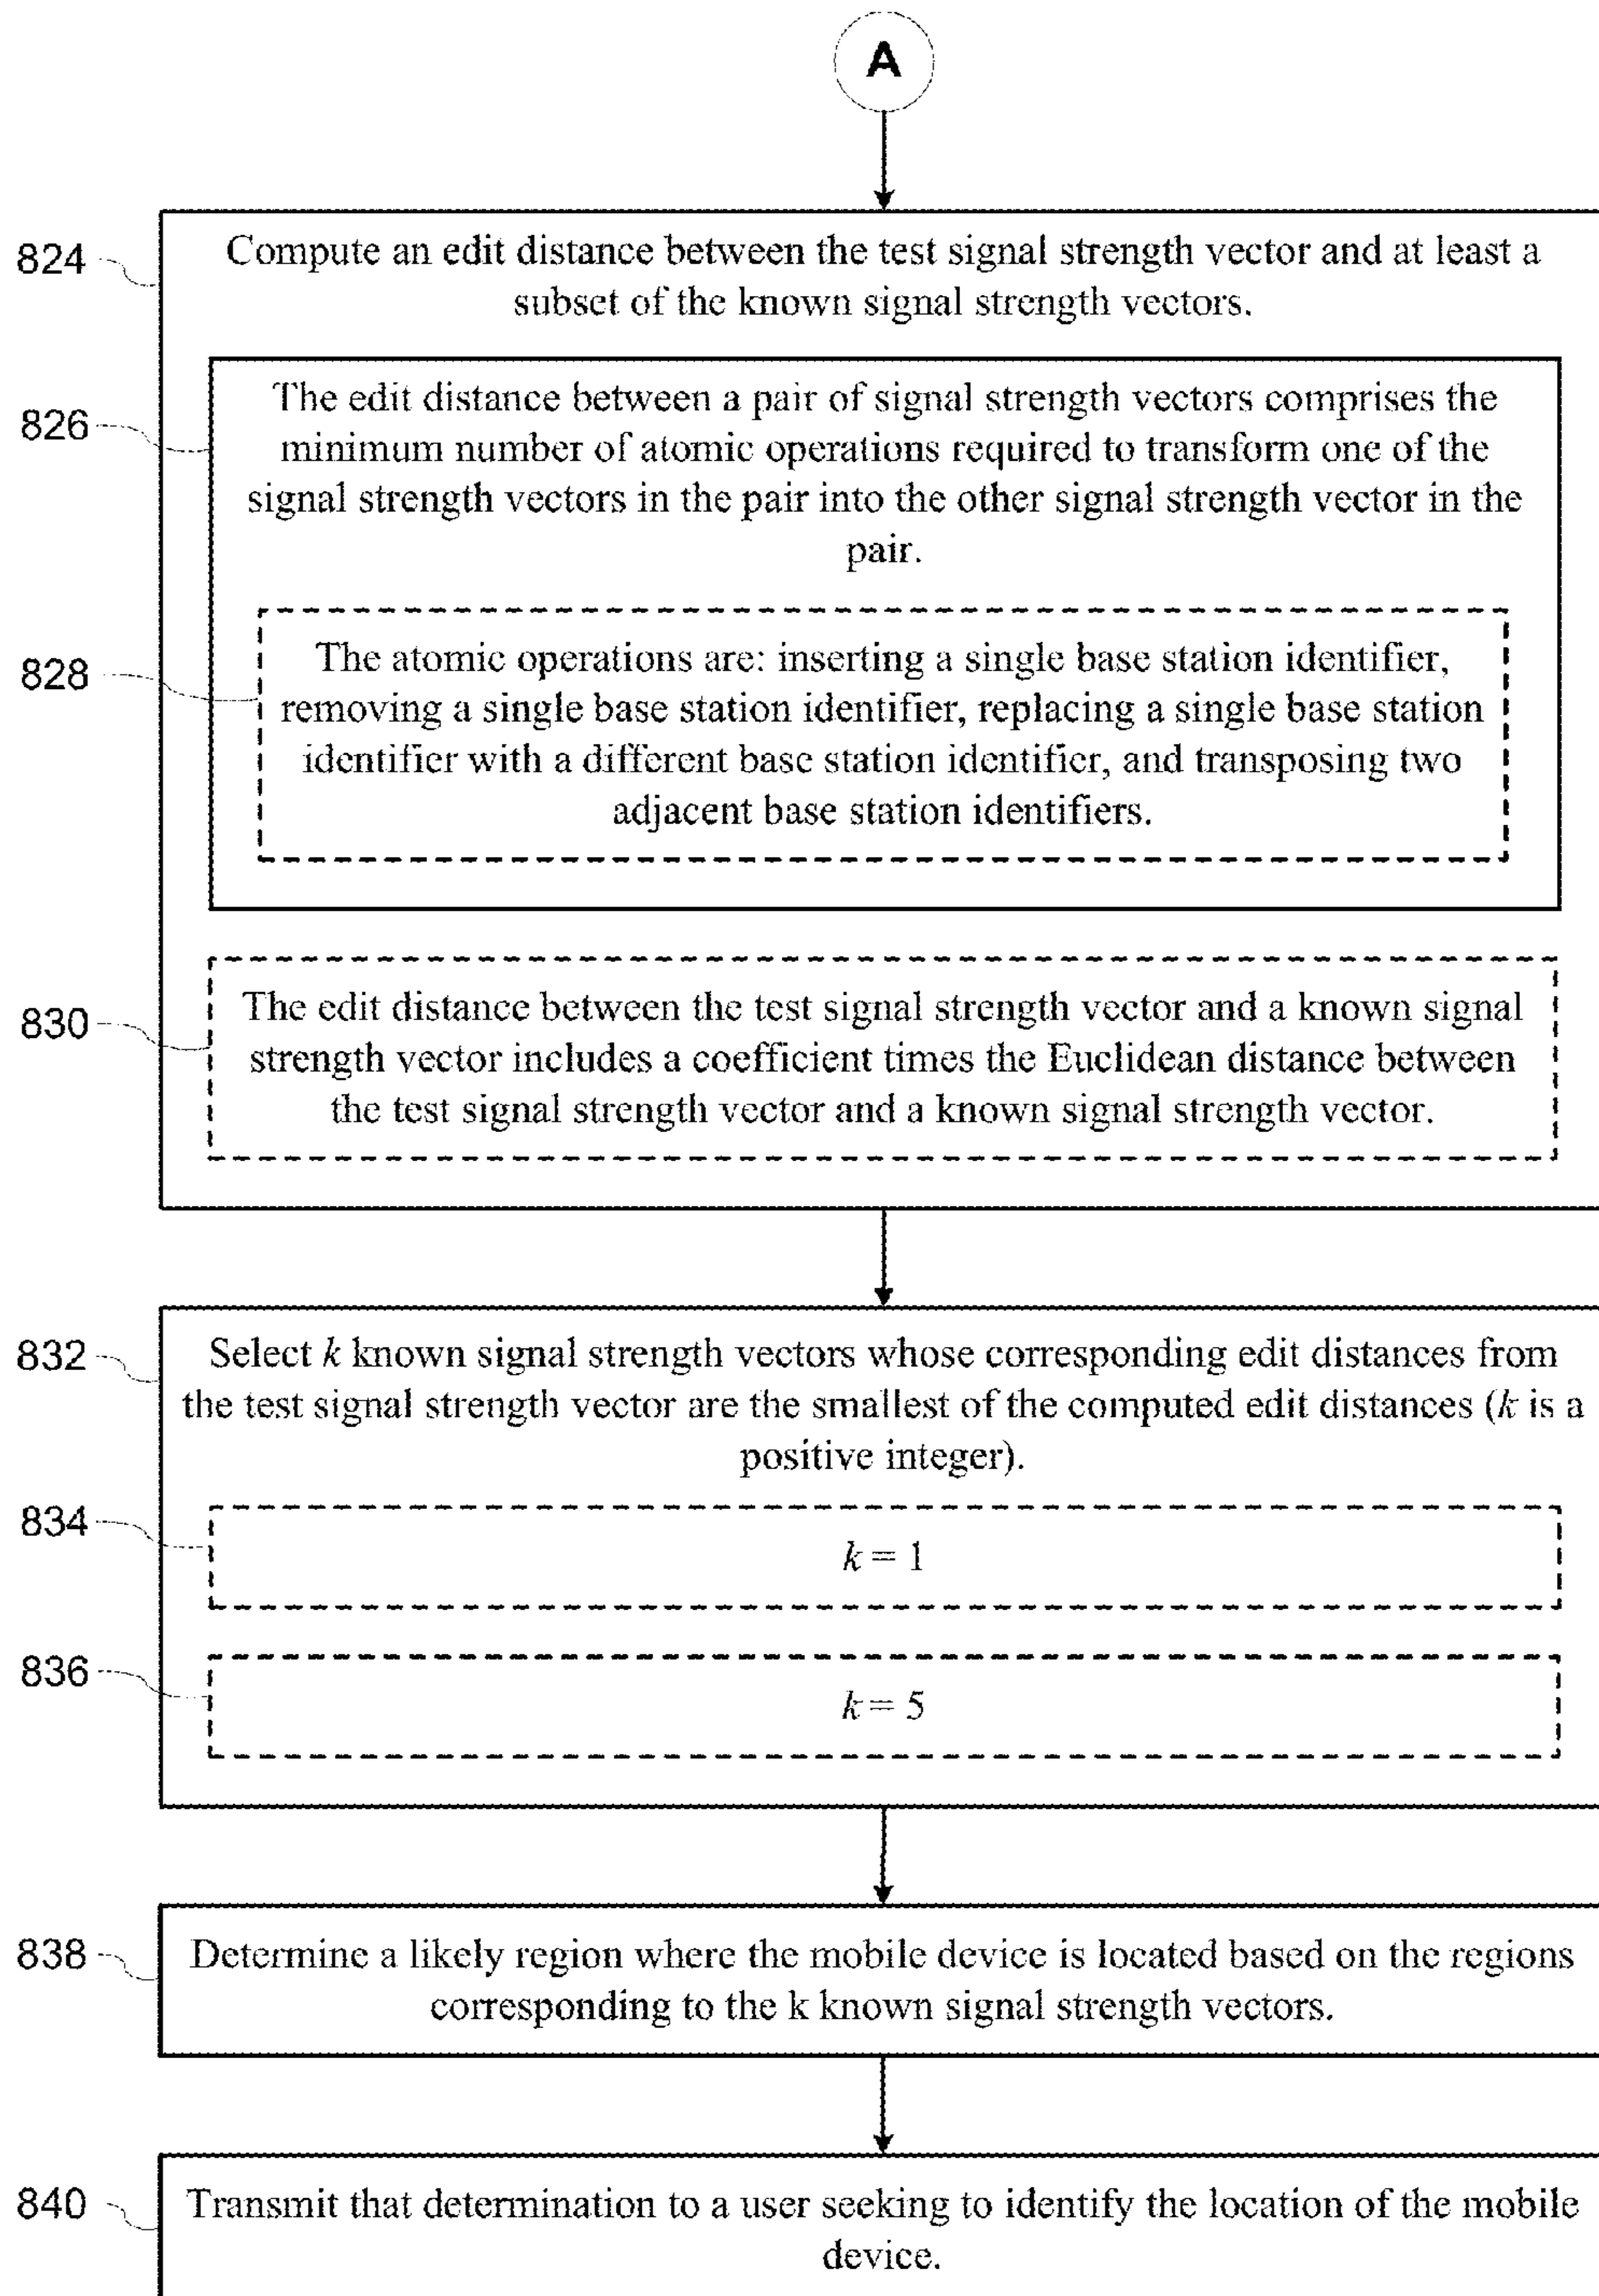 A
824
Compute an edit distance between the test signal strength vector and at least a
subset of the known signal strength vectors.
826
The edit distance between a pair of signal strength vectors comprises the
minimum number of atomic operations required to transform one of the
signal strength vectors in the pair into the other signal strength vector in the
pair.
828
The atomic operations are: inserting a single base station identifier,
removing a single base station identifier, replacing a single base station
identifier with a different base station identifier, and transposing two
adjacent base station identifiers.
830
The edit distance between the test signal strength vector and a known signal
strength vector includes a coefficient times the Euclidean distance between
the test signal strength vector and a known signal strength vector.
832
Select k known signal strength vectors whose corresponding edit distances from
the test signal strength vector are the smallest of the computed edit distances (k is a
positive integer).
834
k = 1
836
k = 5
838
Determine a likely region where the mobile device is located based on the regions
corresponding to the k known signal strength vectors.
840
Transmit that determination to a user seeking to identify the location of the mobile
device.